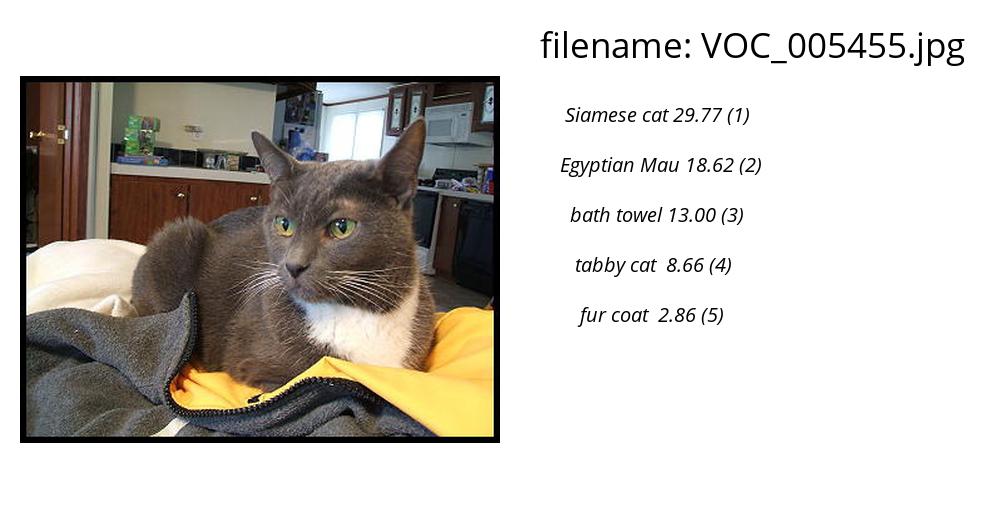 filename: VOC_005455.jpg
Siamese cat 29.77 (1)
Egyptian Mau 18.62 (2)
bath towel 13.00 (3)
tabby cat 8.66 (4)
fur coat 2.86 (5)